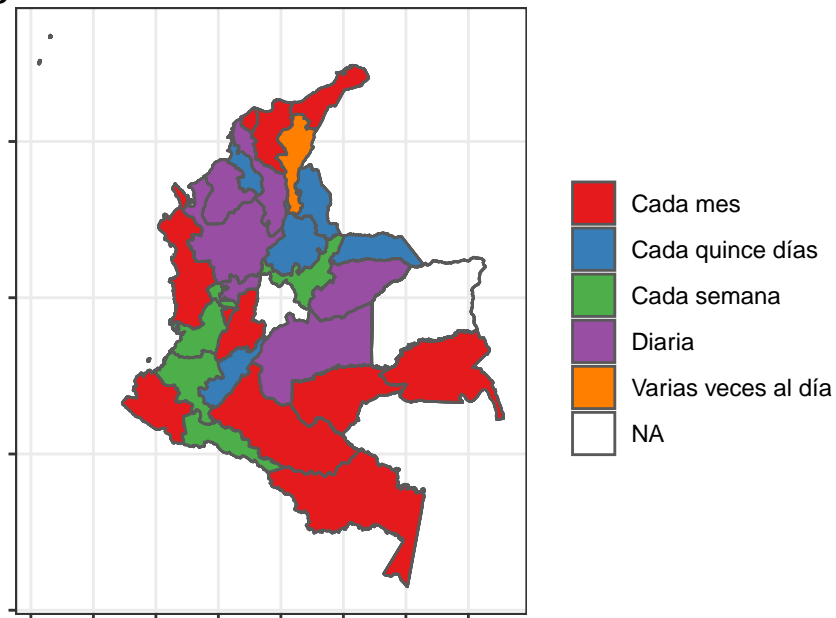 Cada mes
Cada quince días
Cada semana
Diaria
Varias veces al día
NA